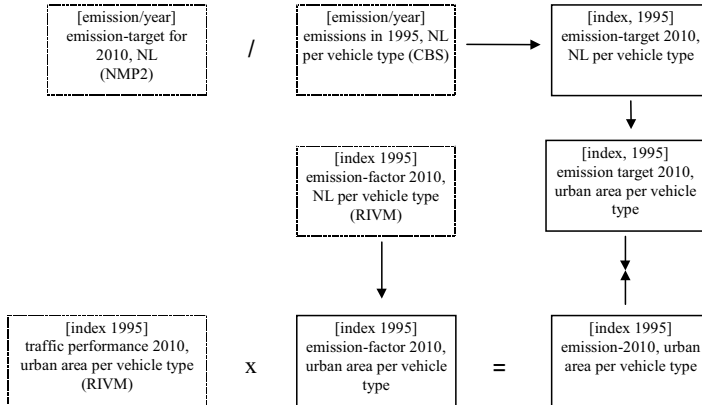 [emission/year]
emission-target for
2010, NL
(NMP2)
/
[emission/year]
emissions in 1995, NL
per vehicle type (CBS)
[index, 1995]
emission-target 2010,
NL per vehicle type
[index 1995]
emission-factor 2010,
NL per vehicle type
(RIVM)
[index, 1995]
emission target 2010,
urban area per vehicle
type
[index 1995]
traffic performance 2010,
urban area per vehicle type
(RIVM)
x
[index 1995]
emission-factor 2010,
urban area per vehicle
type
=
[index 1995]
emission-2010, urban
area per vehicle type